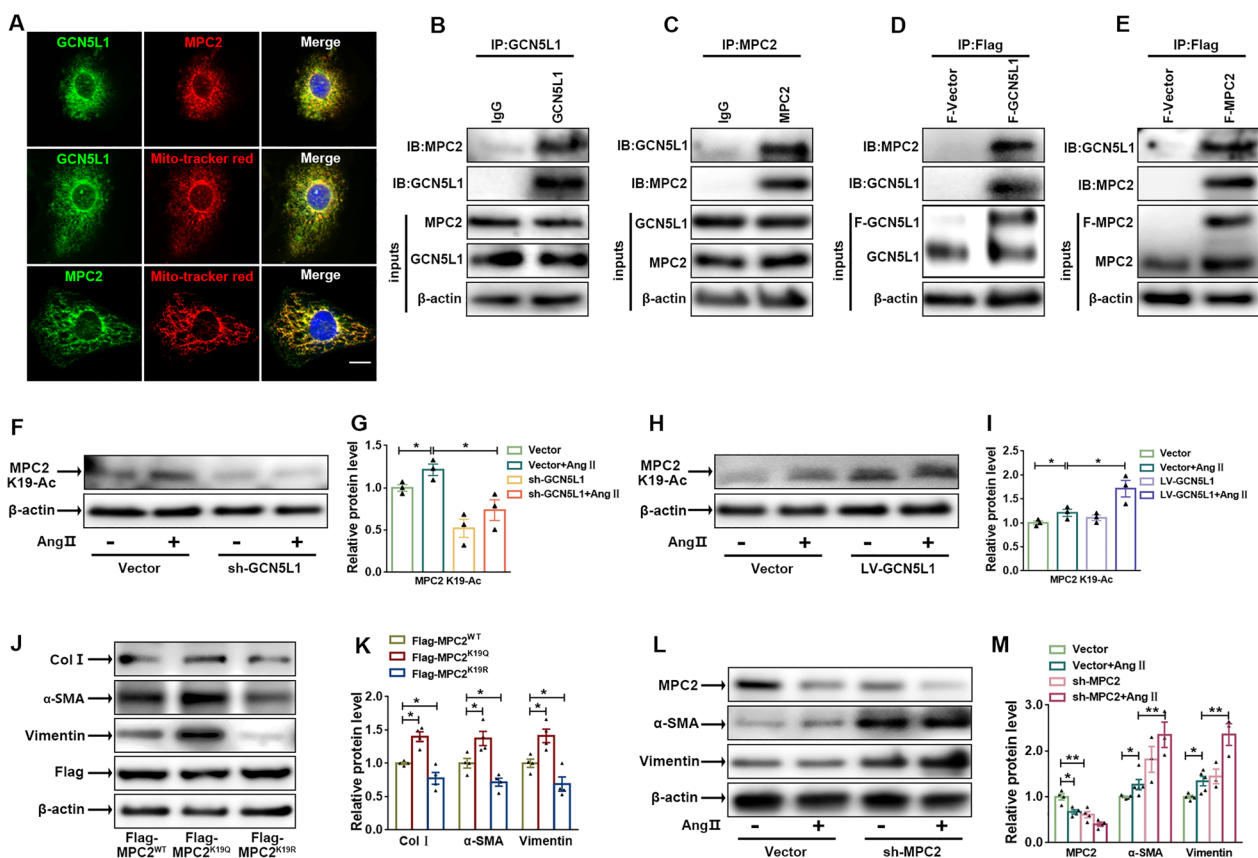 A
GCN5L1 MPC2 Merge
GCN5L1 Mito-tracker red Merge
MPC2 Mito-tracker red Merge
B
IP:GCN5L1
IgG
GCN5L1
IB:MPC2
IB:GCN5L1
inputs
MPC2
GCN5L1
β-actin
C
IP:MPC2
IgG
MPC2
IB:GCN5L1
IB:MPC2
inputs
GCN5L1
MPC2
β-actin
D
IP:Flag
F-Vector
F-GCN5L1
IB:MPC2
IB:GCN5L1
inputs
F-GCN5L1
GCN5L1
β-actin
E
IP:Flag
F-Vector
F-MPC2
IB:GCN5L1
IB:MPC2
inputs
F-MPC2
MPC2
β-actin
F
MPC2
K19-Ac
β-actin
AngII - + - +
Vector sh-GCN5L1
G
Relative protein level
1.5
1.0
0.5
0.0
* *
MPC2 K19-Ac
Vector
Vector+Ang II
sh-GCN5L1
sh-GCN5L1+Ang II
H
MPC2
K19-Ac
β-actin
AngII - + - +
Vector LV-GCN5L1
I
Relative protein level
2.5
2.0
1.5
1.0
0.5
0.0
* *
MPC2 K19-Ac
Vector
Vector+Ang II
LV-GCN5L1
LV-GCN5L1+Ang II
J
Col I
α-SMA
Vimentin
Flag
β-actin
Flag- Flag- Flag-
MPC2WT MPC2K19Q MPC2K19R
K
Flag-MPC2WT
Flag-MPC2K19Q
Flag-MPC2K19R
Relative protein level
2.0
1.5
1.0
0.5
0.0
* * *
* * *
Col I α-SMA Vimentin
L
MPC2
α-SMA
Vimentin
β-actin
AngII - + - +
Vector sh-MPC2
M
Vector
Vector+Ang II
sh-MPC2
sh-MPC2+Ang II
Relative protein level
3.0
2.0
1.0
0.0
** ** **
* * *
MPC2 α-SMA Vimentin